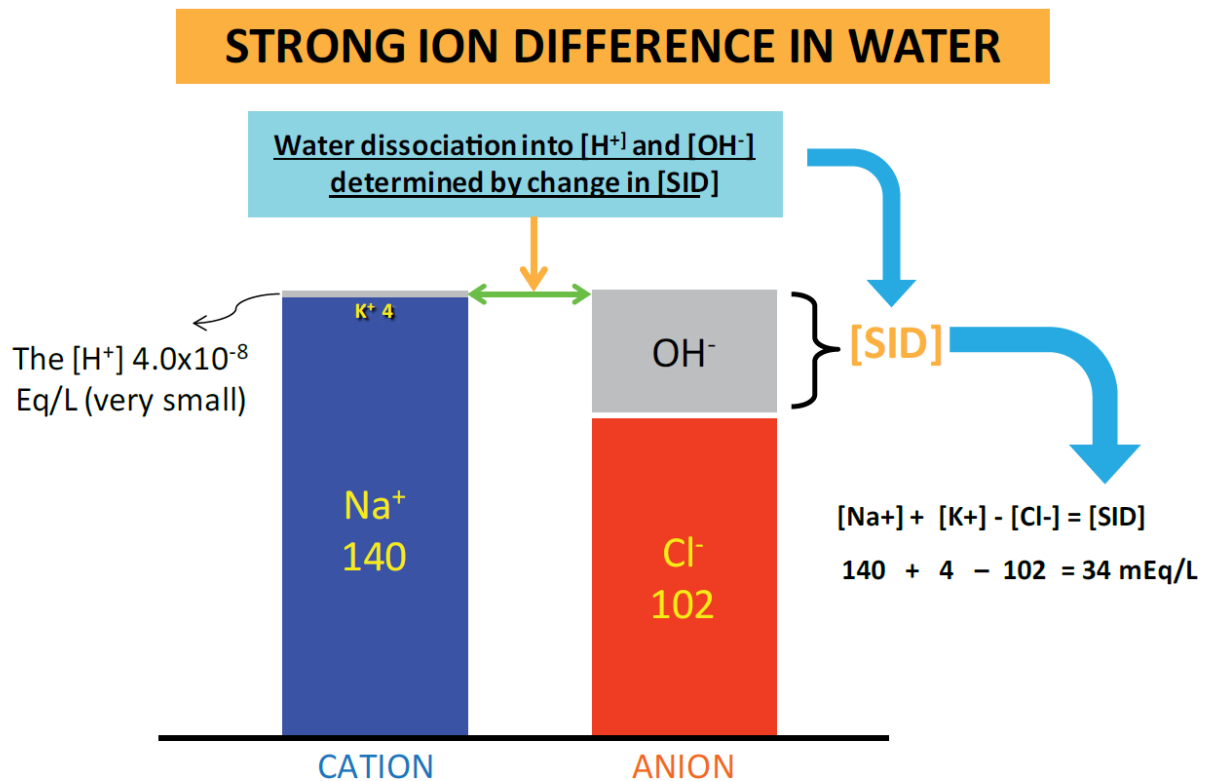 STRONG ION DIFFERENCE IN WATER
Water dissociation into [H⁺] and [OH⁻]
determined by change in [SID]
K⁺ 4
The [H⁺] 4.0x10⁻⁸
Eq/L (very small)
OH⁻
[SID]
Na⁺
140
Cl⁻
102
[Na+] + [K+] - [Cl-] = [SID]
140 + 4 – 102 = 34 mEq/L
CATION
ANION